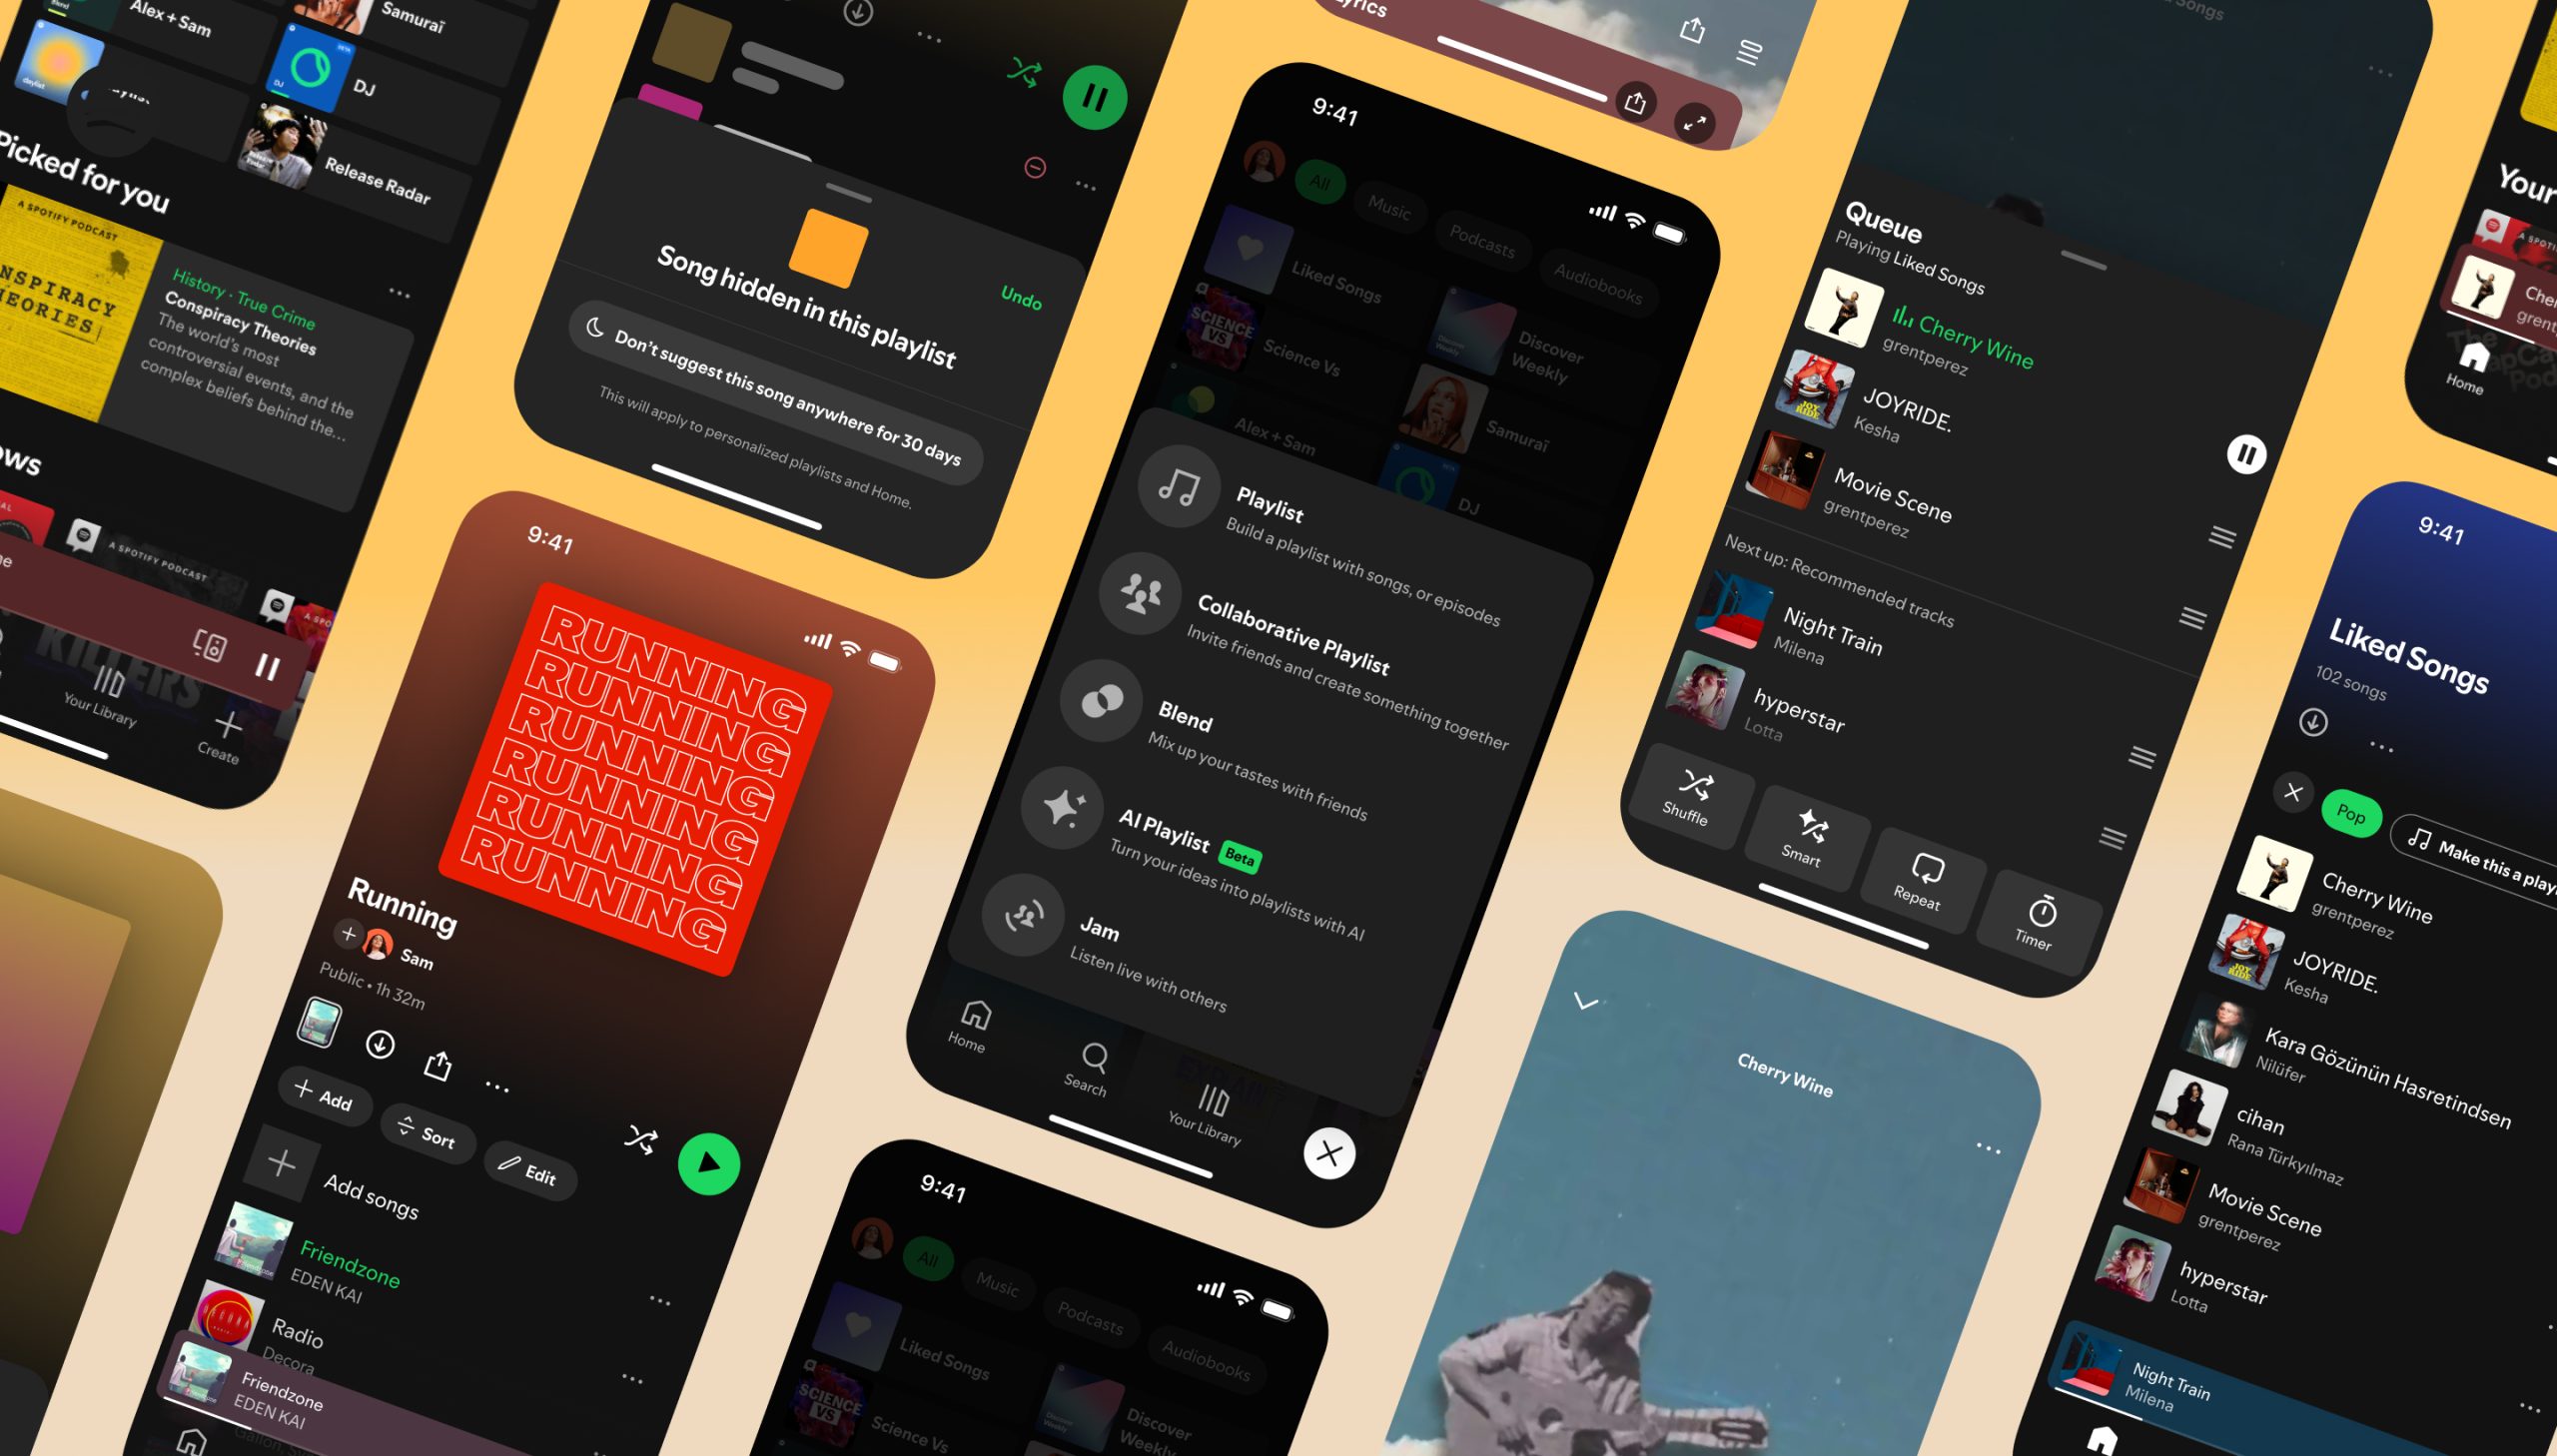 Alex + Sam
Samuraï
DJ
Release Radar
Picked for you
A SPOTIFY PODCAST
History · True Crime
Conspiracy Theories
The world's most
controversial events, and the
complex beliefs behind the...
A SPOTIFY PODCAST
KILLERS
Your Library
Create
Undo
Song hidden in this playlist
Don't suggest this song anywhere for 30 days
This will apply to personalized playlists and Home.
9:41
RUNNING
RUNNING
RUNNING
RUNNING
RUNNING
RUNNING
Running
Sam
Public • 1h 32m
Add
Sort
Edit
Add songs
Friendzone
EDEN KAI
Radio
Decora
Friendzone
EDEN KAI
9:41
All
Music
Podcasts
Audiobooks
Liked Songs
SCIENCE
VS
Science Vs
Discover
Weekly
Alex + Sam
Samuraï
DJ
Playlist
Build a playlist with songs, or episodes
Collaborative Playlist
Invite friends and create something together
Blend
Mix up your tastes with friends
AI Playlist Beta
Turn your ideas into playlists with AI
Jam
Listen live with others
Home
Search
Your Library
9:41
All
Music
Podcasts
Audiobooks
Liked Songs
SCIENCE
VS
Science Vs
Discover
Weekly
Songs
Queue
Playing Liked Songs
Cherry Wine
grentperez
JOYRIDE.
Kesha
Movie Scene
grentperez
Next up: Recommended tracks
Night Train
Milena
hyperstar
Lotta
Shuffle
Smart
Repeat
Timer
Cherry Wine
Your
Home
9:41
Liked Songs
102 songs
Pop
Make this a play
Cherry Wine
grentperez
JOYRIDE.
Kesha
Kara Gözünün Hasretindsen
Nilüfer
cihan
Rana Türkyılmaz
Movie Scene
grentperez
hyperstar
Lotta
Night Train
Milena